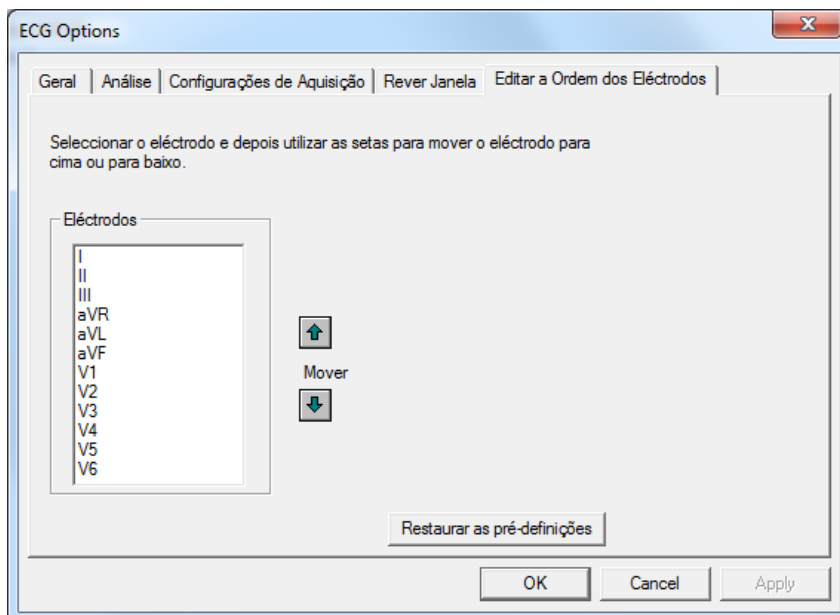 ECG Options
Geral
Análise
Configurações de Aquisição
Rever Janela
Editar a Ordem dos Eléctrodos
Seleccionar o eléctrodo e depois utilizar as setas para mover o eléctrodo para
cima ou para baixo.
Eléctrodos
I
II
III
aVR
aVL
aVF
V1
V2
V3
V4
V5
V6
Mover
Restaurar as pré-definições
OK
Cancel
Apply